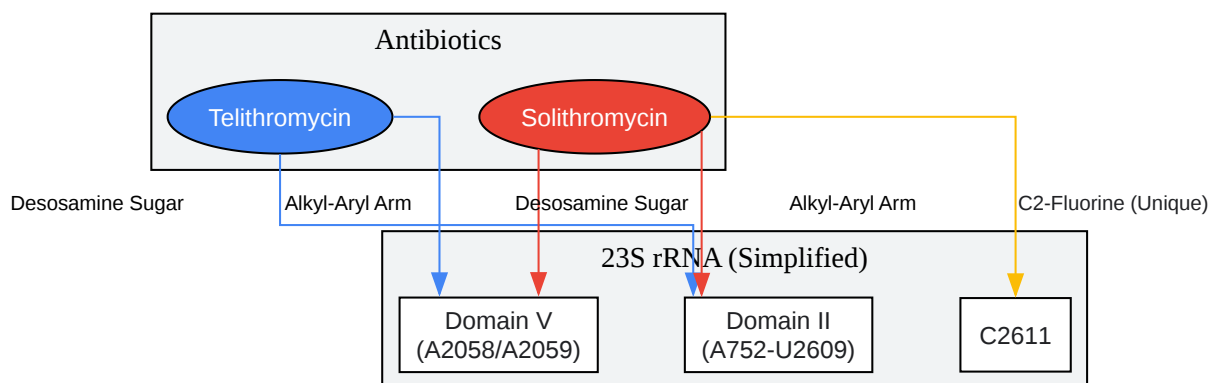 Antibiotics
Telithromycin
Solithromycin
Desosamine Sugar
Alkyl-Aryl Arm
Desosamine Sugar
Alkyl-Aryl Arm
C2-Fluorine (Unique)
23S rRNA (Simplified)
Domain V
(A2058/A2059)
Domain II
(A752-U2609)
C2611